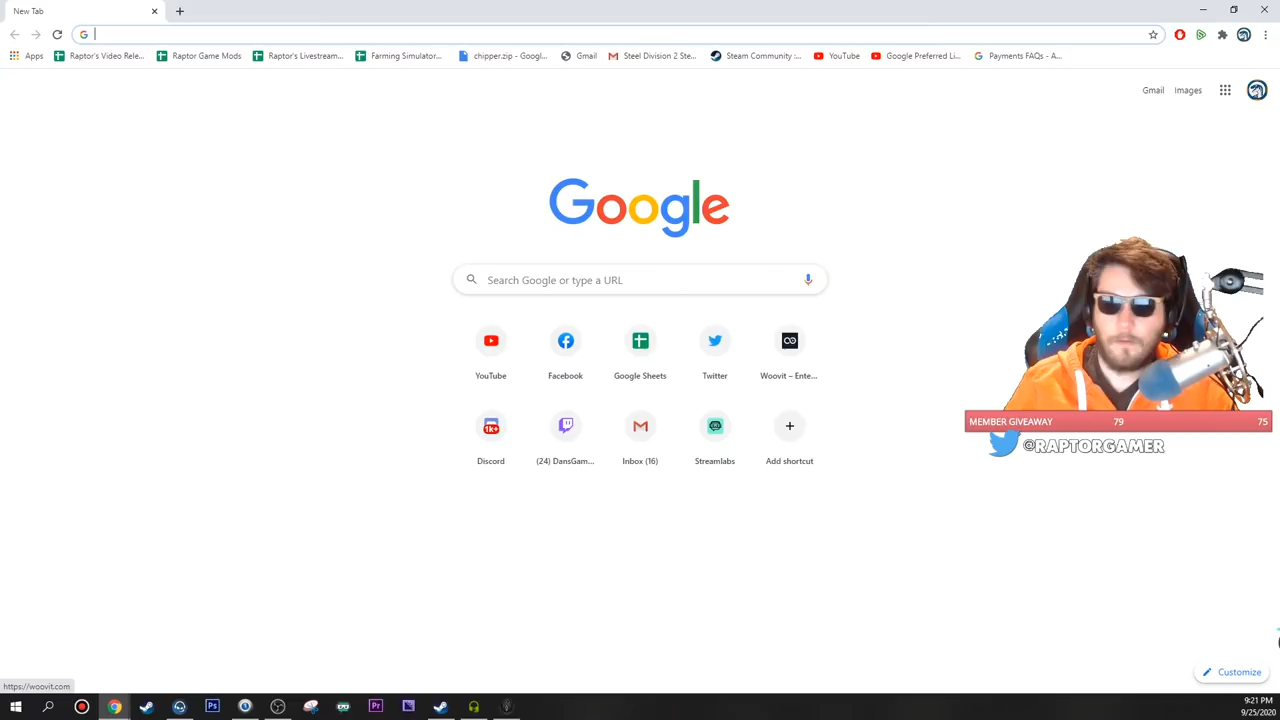 New Tab
Apps
Raptor's Video Rele...
Raptor Game Mods
Raptor's Livestream...
Farming Simulator...
chipper.zip - Googl...
Gmail
Steel Division 2 Ste...
Steam Community :...
YouTube
Google Preferred Li...
Payments FAQs - A...
Gmail
Images
Google
Search Google or type a URL
YouTube
Facebook
Google Sheets
Twitter
Woovit – Ente...
1k+
Discord
(24) DansGam...
Inbox (16)
Streamlabs
Add shortcut
MEMBER GIVEAWAY 79 75
@RAPTORGAMER
Customize
https://woovit.com
9:21 PM
9/25/2020